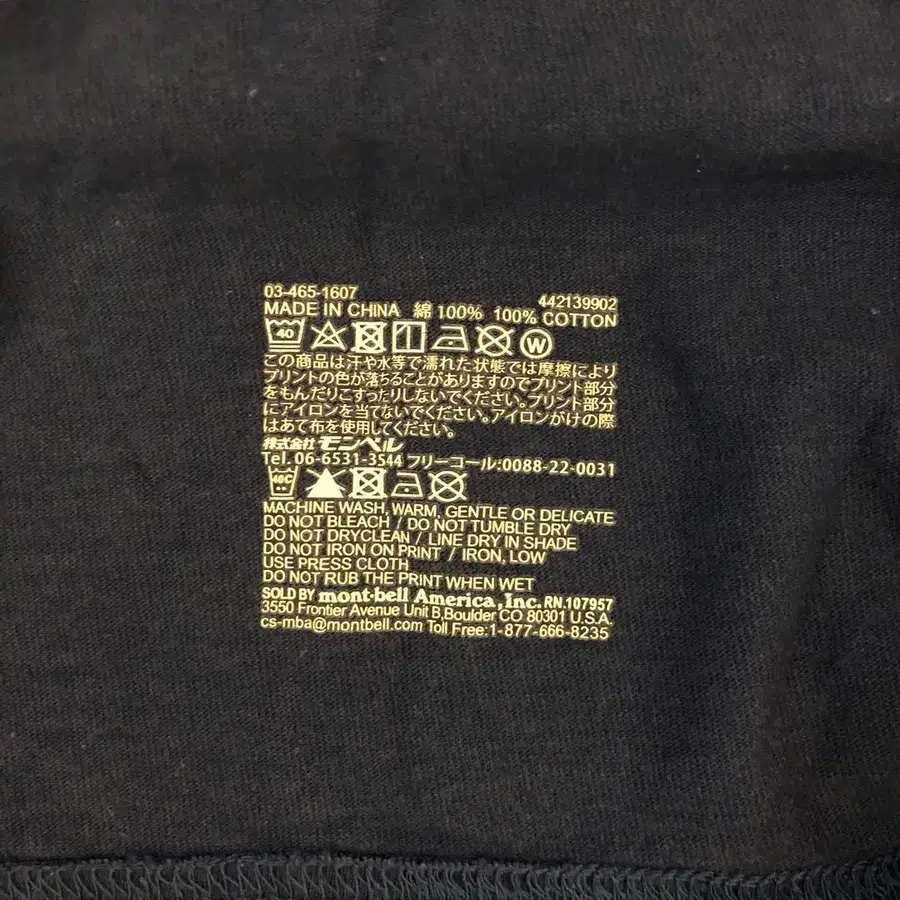 03-465-1607 442139902
MADE IN CHINA 綿 100% 100% COTTON
40 W
この商品は汗や水等で濡れた状態では摩擦により
プリントの色が落ちることがありますのでプリント部分
をもんだりこすったりしないでください。プリント部分
にアイロンを当てないでください。アイロンがけの際
はあて布を使用してください。
株式会社 モンベル
Tel. 06-6531-3544 フリーコール:0088-22-0031
40C
MACHINE WASH, WARM, GENTLE OR DELICATE
DO NOT BLEACH / DO NOT TUMBLE DRY
DO NOT DRYCLEAN / LINE DRY IN SHADE
DO NOT IRON ON PRINT / IRON, LOW
USE PRESS CLOTH
DO NOT RUB THE PRINT WHEN WET
SOLD BY mont-bell America, Inc. RN.107957
3550 Frontier Avenue Unit B, Boulder CO 80301 U.S.A.
cs-mba@montbell.com Toll Free:1-877-666-8235